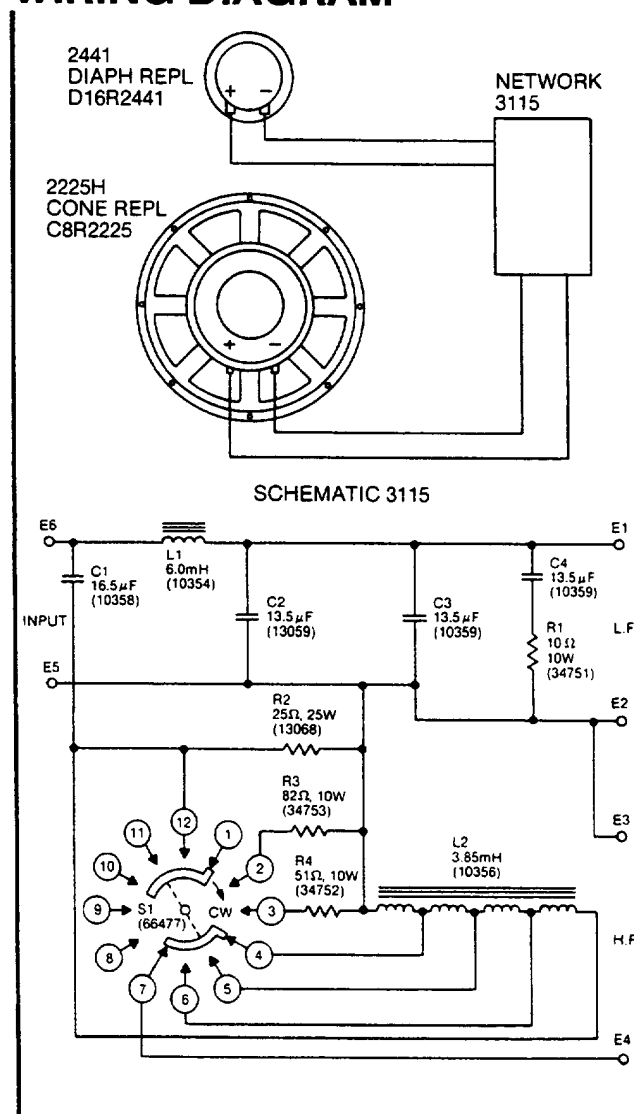 WIRING DIAGRAM
2441
DIAPH REPL
D16R2441
+ −
NETWORK
3115
2225H
CONE REPL
C8R2225
+ −
SCHEMATIC 3115
E6
E1
C1
16.5µF
(10358)
L1
6.0mH
(10354)
C4
13.5µF
(10359)
INPUT
C2
13.5µF
(13059)
C3
13.5µF
(10359)
R1
10Ω
10W
(34751)
L.F
E5
E2
R2
25Ω, 25W
(13068)
R3
82Ω, 10W
(34753)
E3
12
11
1
2
10
R4
51Ω, 10W
(34752)
L2
3.85mH
(10356)
9
S1
(66477)
CW
3
8
4
H.F
7
6
5
E4